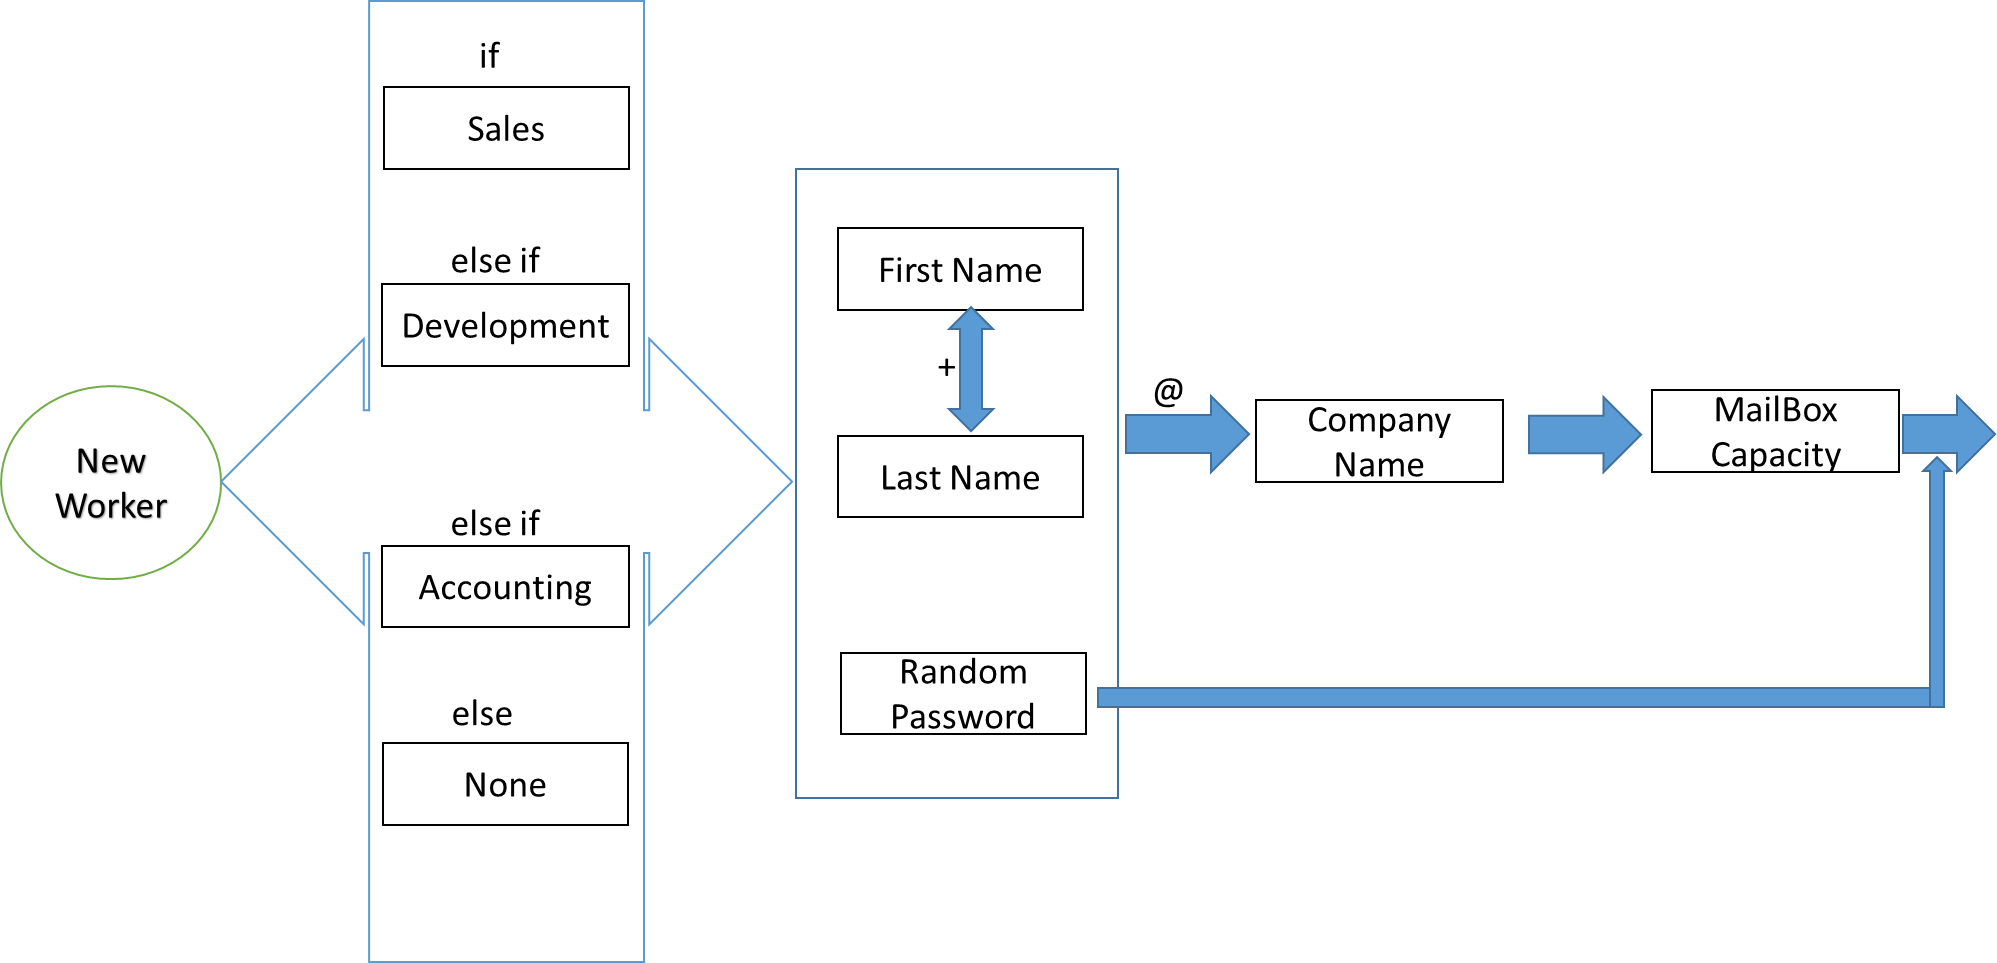 New
Worker
if
Sales
else if
Development
else if
Accounting
else
None
First Name
+
Last Name
Random
Password
@
Company
Name
MailBox
Capacity